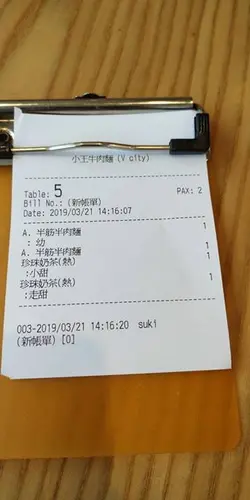 小王牛肉麵 (V city)
Table: 5 PAX: 2
Bill No.: (新帳單)
Date: 2019/03/21 14:16:07
A. 半筋半肉麵 1
: 幼
A. 半筋半肉麵 1
珍珠奶茶(熱) 1
:小甜
珍珠奶茶(熱) 1
:走甜
003-2019/03/21 14:16:20 suki
(新帳單) [0]